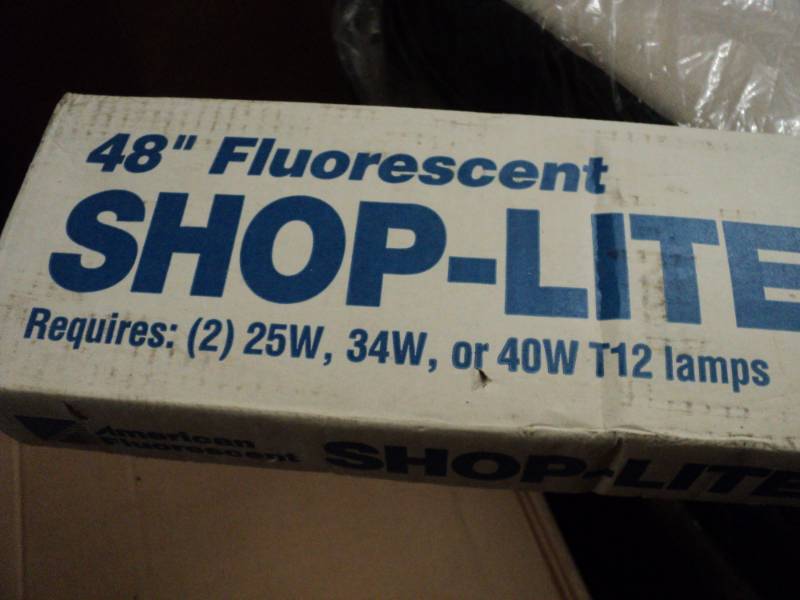 48" Fluorescent
SHOP-LITE
Requires: (2) 25W, 34W, or 40W T12 lamps
American
Fluorescent
SHOP-LITE